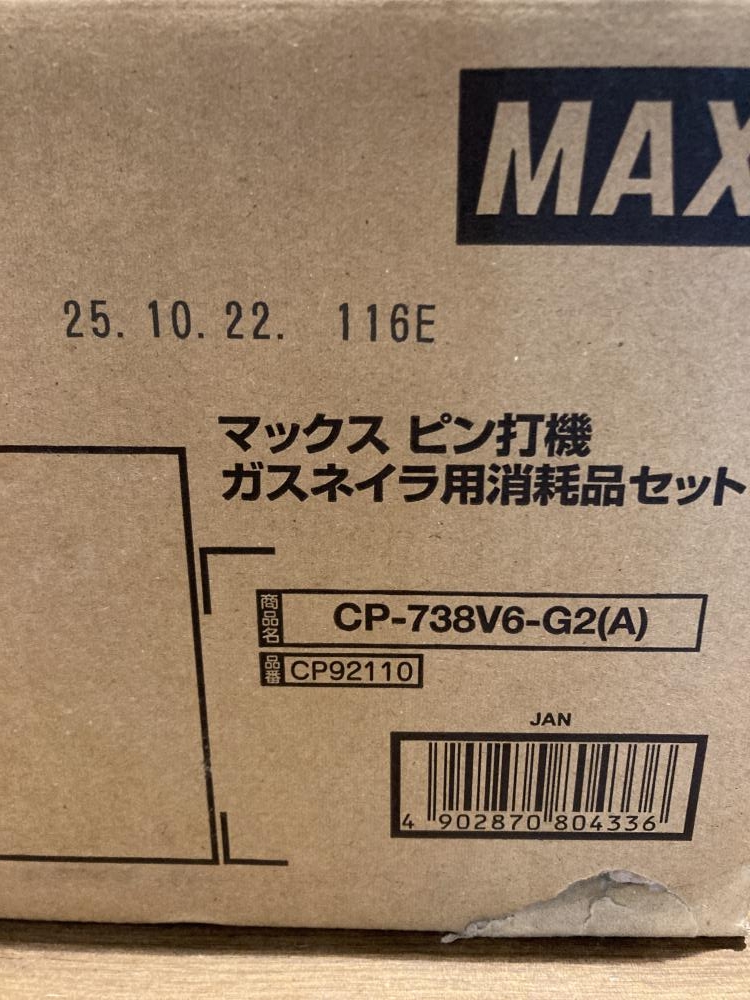 MAX
25. 10. 22. 116E
マックス ピン打機
ガスネイラ用消耗品セット
商品名 CP-738V6-G2(A)
品番 CP92110
JAN
4 902870 804336